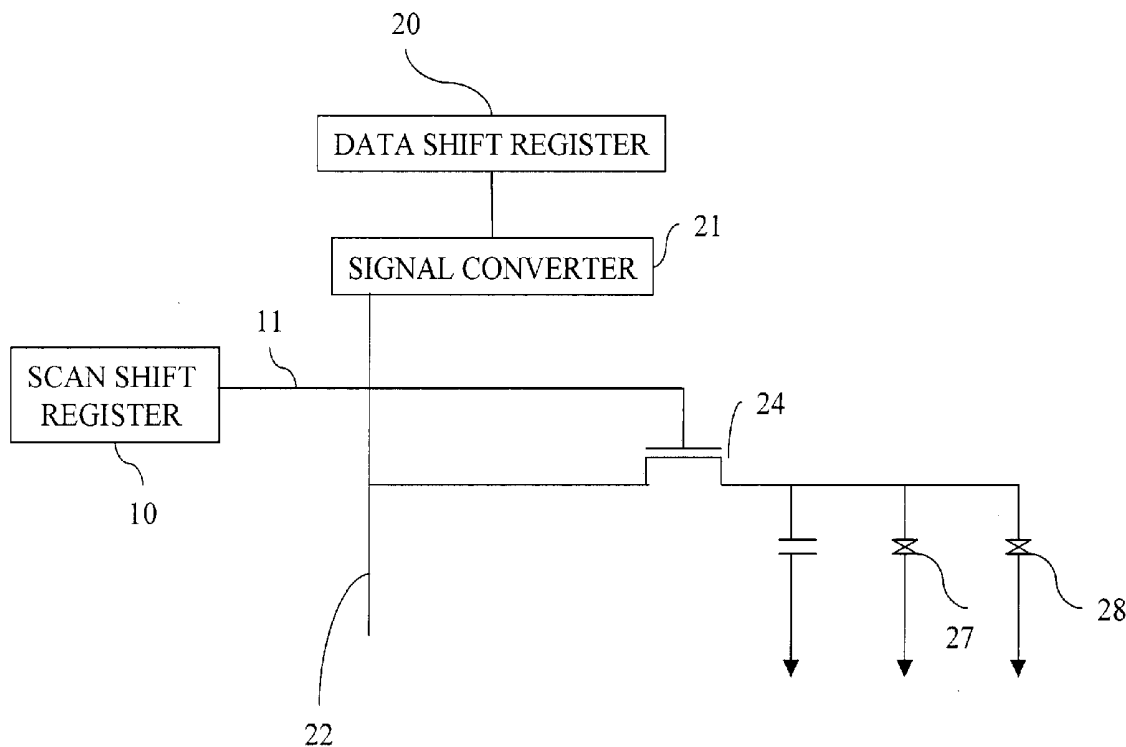 20
DATA SHIFT REGISTER
21
SIGNAL CONVERTER
11
SCAN SHIFT
REGISTER
24
10
28
27
22